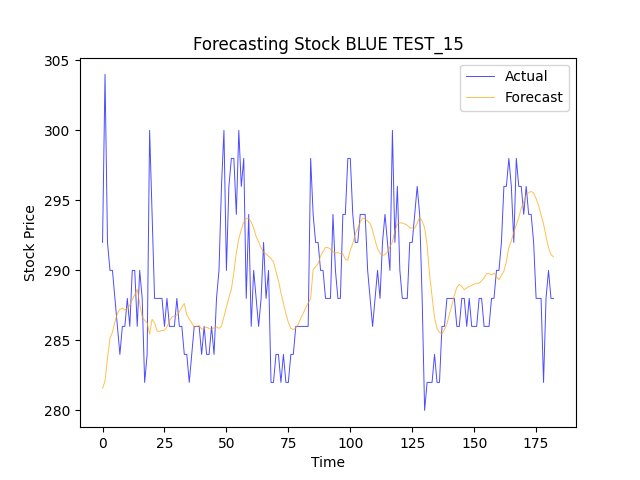 Forecasting Stock BLUE TEST_15
Actual
Forecast
305
300
295
290
285
280
Stock Price
0 25 50 75 100 125 150 175
Time